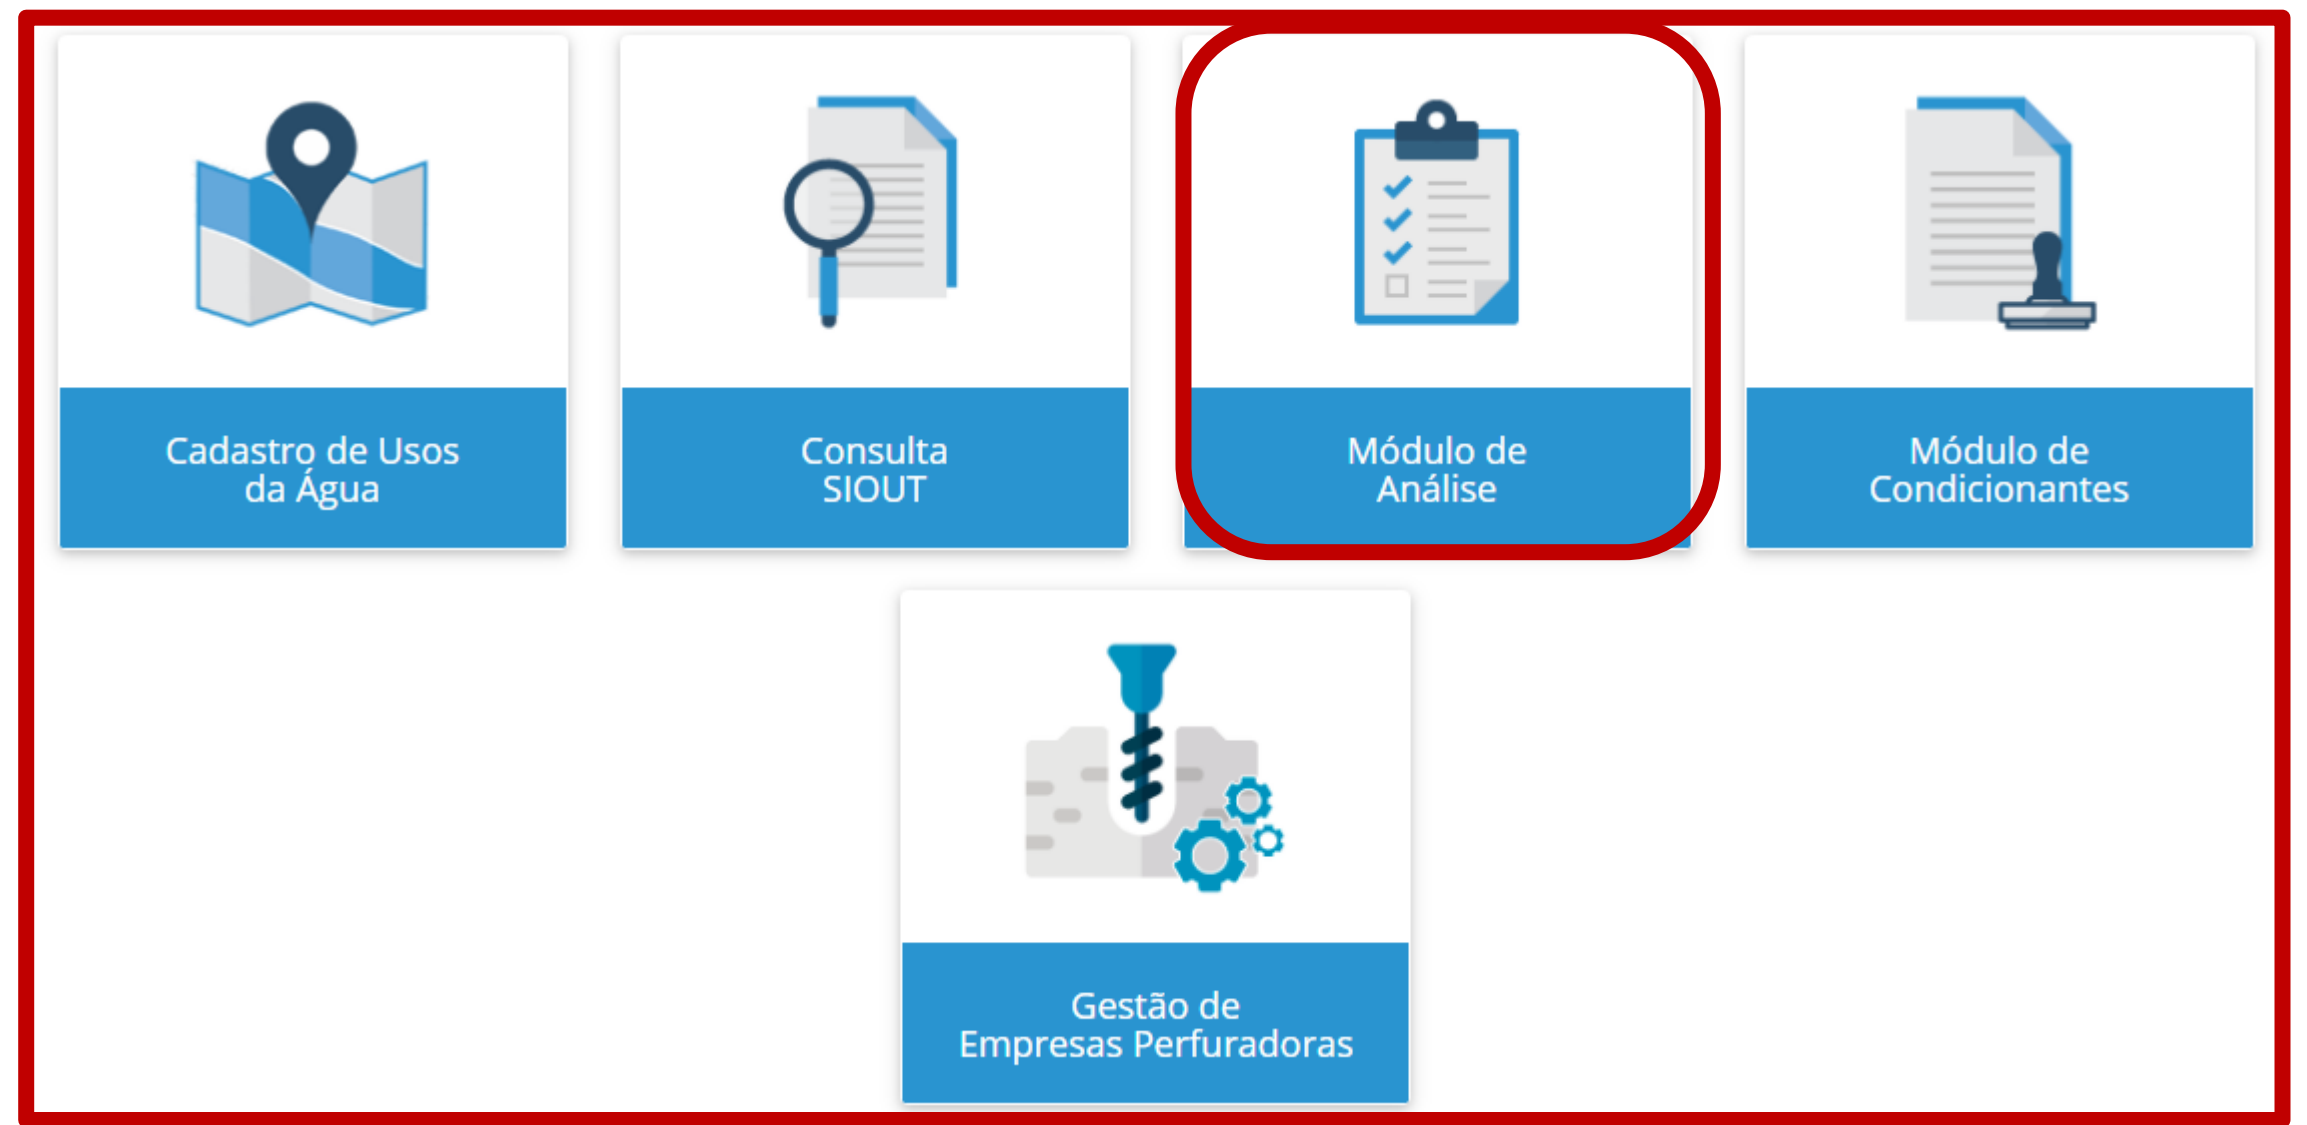 Cadastro de Usos
da Água
Consulta
SIOUT
Módulo de
Análise
Módulo de
Condicionantes
Gestão de
Empresas Perfuradoras